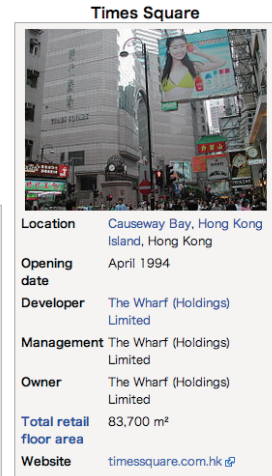 Times Square
TIMES SQUARE
Location Causeway Bay, Hong Kong
Island, Hong Kong
Opening April 1994
date
Developer The Wharf (Holdings)
Limited
Management The Wharf (Holdings)
Limited
Owner The Wharf (Holdings)
Limited
Total retail 83,700 m²
floor area
Website timessquare.com.hk